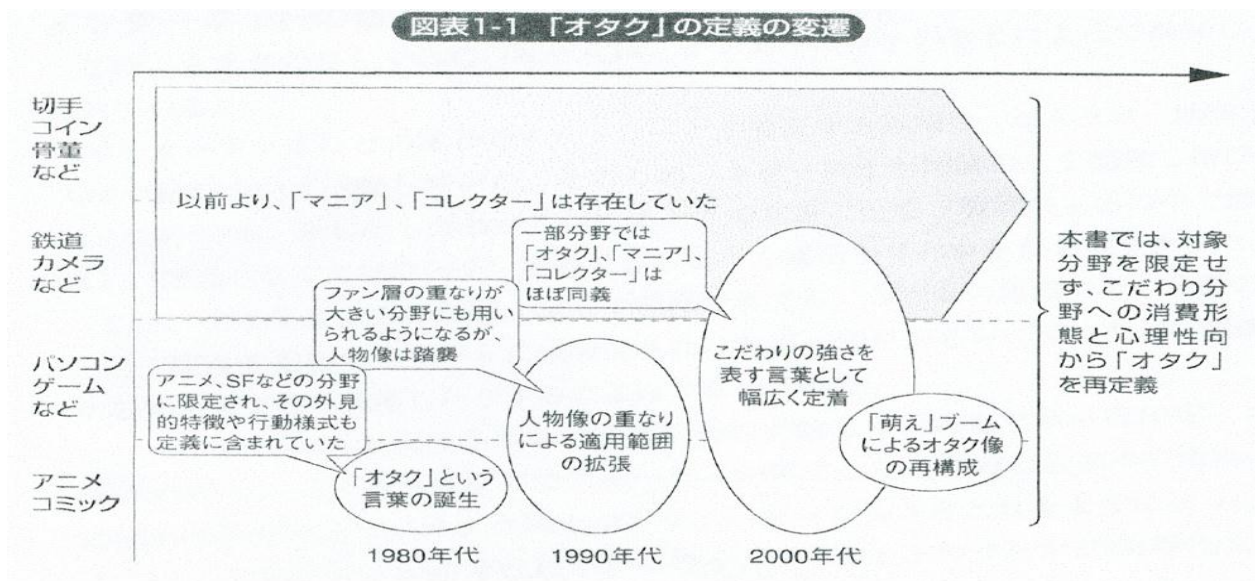 図表1-1 「オタク」の定義の変遷
切手
コイン
骨董
など
鉄道
カメラ
など
パソコン
ゲーム
など
アニメ
コミック
以前より、「マニア」、「コレクター」は存在していた
一部分野では
「オタク」、「マニア」、
「コレクター」は
ほぼ同義
ファン層の重なりが
大きい分野にも用い
られるようになるが、
人物像は踏襲
アニメ、SFなどの分野
に限定され、その外見
的特徴や行動様式も
定義に含まれていた
「オタク」という
言葉の誕生
人物像の重なり
による適用範囲
の拡張
こだわりの強さを
表す言葉として
幅広く定着
「萌え」ブーム
によるオタク像
の再構成
本書では、対象
分野を限定せ
ず、こだわり分
野への消費形
態と心理性向
から「オタク」
を再定義
1980年代
1990年代
2000年代